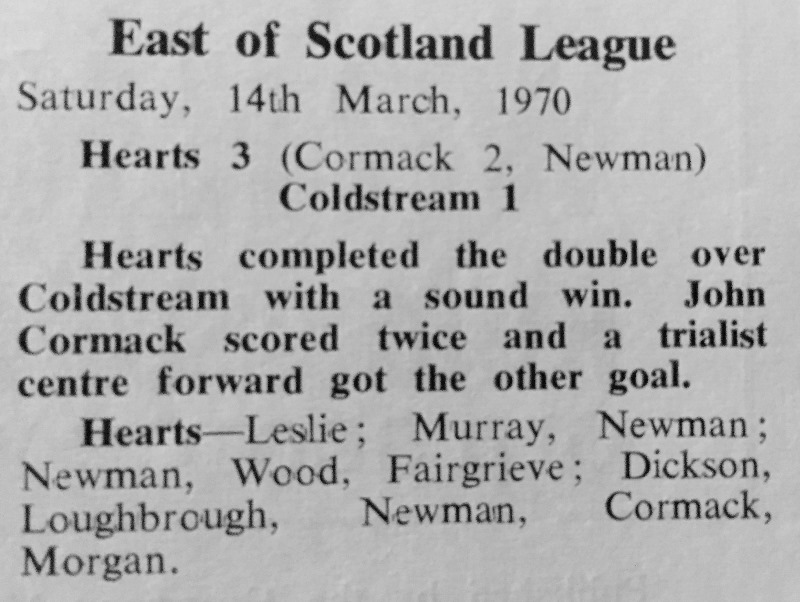 East of Scotland League
Saturday, 14th March, 1970
Hearts 3 (Cormack 2, Newman)
Coldstream 1
Hearts completed the double over
Coldstream with a sound win. John
Cormack scored twice and a trialist
centre forward got the other goal.
Hearts—Leslie; Murray, Newman;
Newman, Wood, Fairgrieve; Dickson,
Loughbrough, Newman, Cormack,
Morgan.